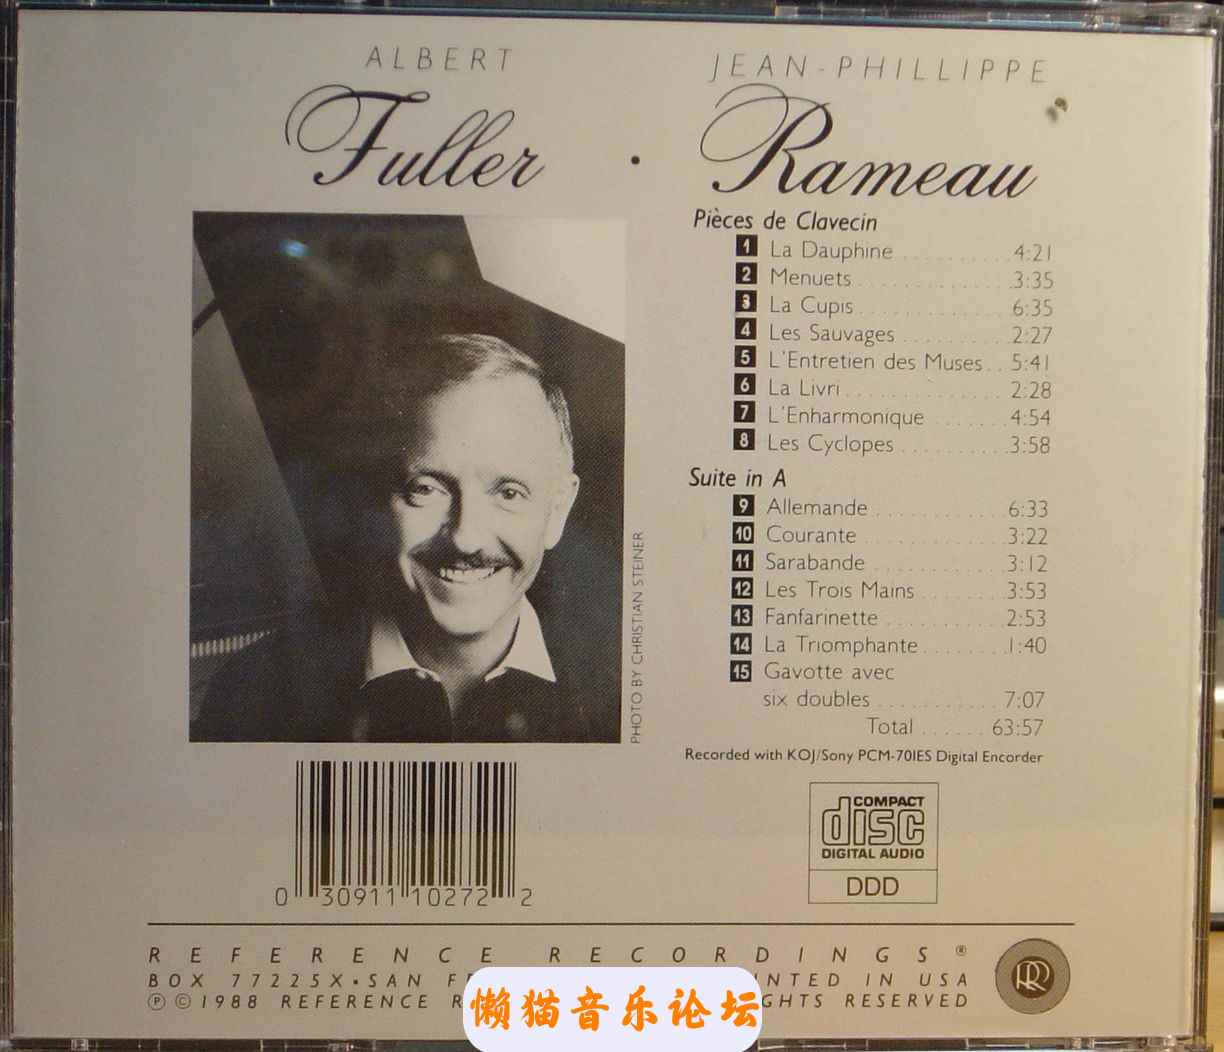 ALBERT
Fuller
·
JEAN-PHILLIPPE
Rameau
Pièces de Clavecin
1 La Dauphine 4:21
2 Menuets 3:35
3 La Cupis 6:35
4 Les Sauvages 2:27
5 L'Entretien des Muses 5:41
6 La Livri 2:28
7 L'Enharmonique 4:54
8 Les Cyclopes 3:58
Suite in A
9 Allemande 6:33
10 Courante 3:22
11 Sarabande 3:12
12 Les Trois Mains 3:53
13 Fanfarinette 2:53
14 La Triomphante 1:40
15 Gavotte avec
six doubles 7:07
Total 63:57
Recorded with KOJ/Sony PCM-701ES Digital Encorder
PHOTO BY CHRISTIAN STEINER
0 30911 10272 2
COMPACT
disc
DIGITAL AUDIO
DDD
REFERENCE RECORDINGS®
BOX 77225X•SAN IN USA
℗©1988 REFERENCE RESERVED
RR
懒猫音乐论坛